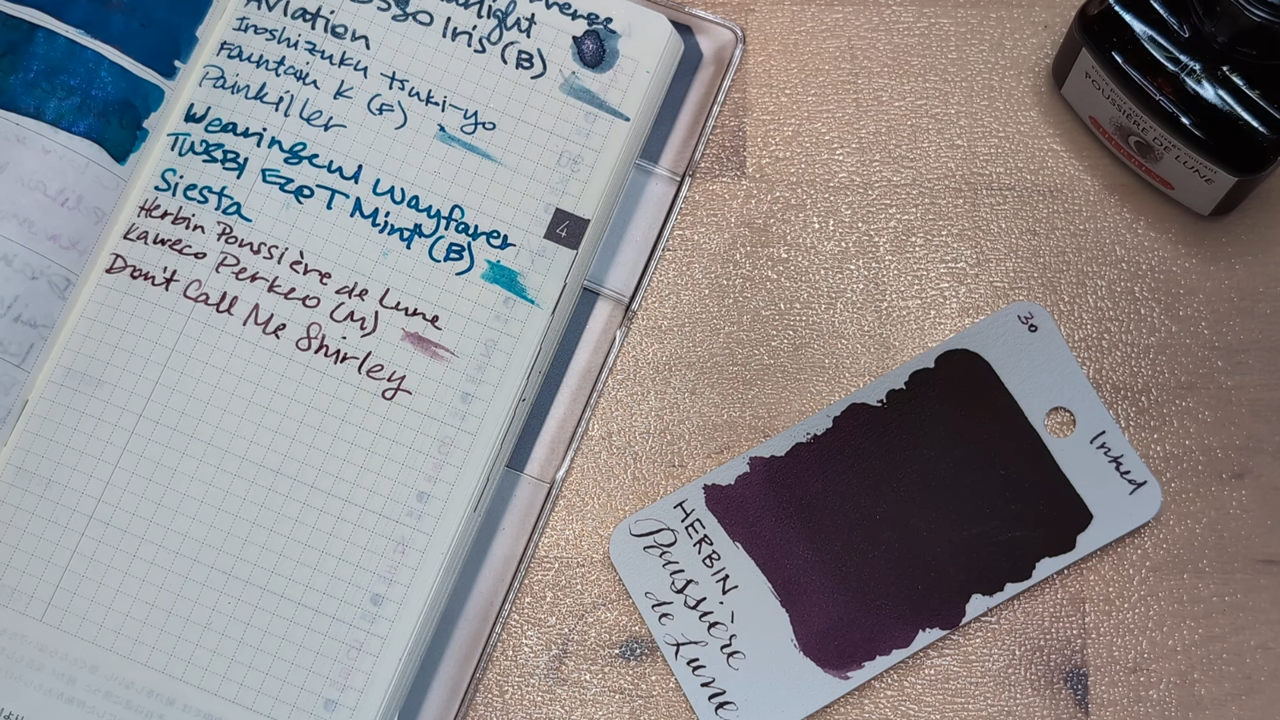 Iris (B)
Aviation
Iroshizuku tsuki-yo
Fountain K (F)
Painkiller
Wearingeul Wayfarer
TWSBI ECO T Mint (B)
Siesta
Herbin Poussière de Lune
Kaweco Perkeo (M)
Don't Call Me Shirley
4
POUSSIÈRE DE LUNE
30
Inked
HERBIN
Poussière
de Lune